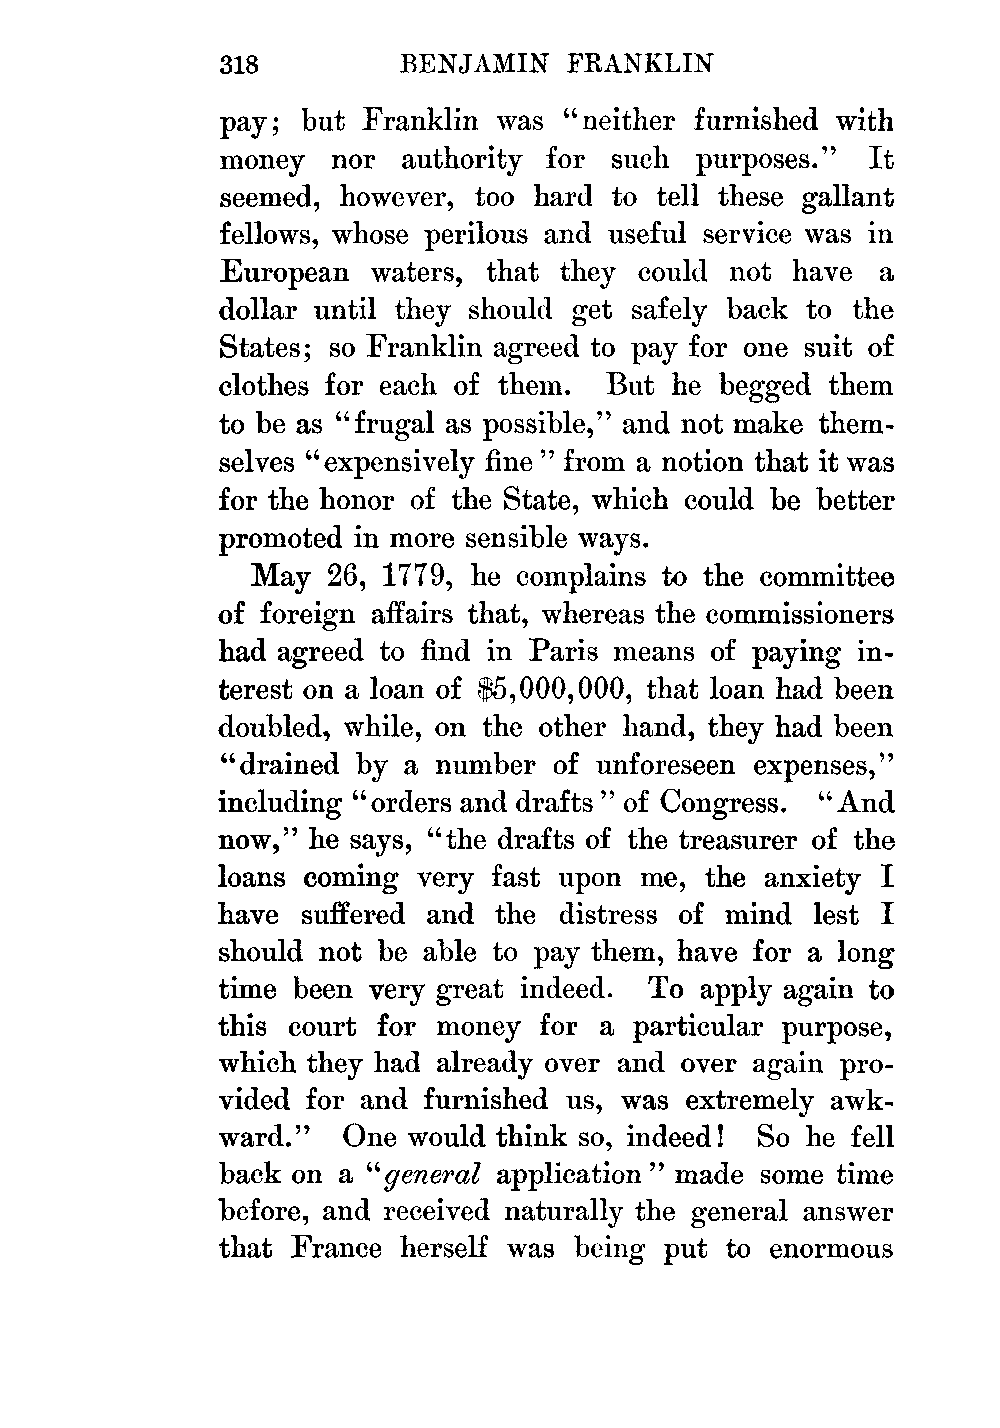 318 BENJAMIN FRANKLIN
pay; but Franklin was “neither furnished with
money nor authority for such purposes.” It
seemed, however, too hard to tell these gallant
fellows, whose perilous and useful service was in
European waters, that they could not have a
dollar until they should get safely back to the
States; so Franklin agreed to pay for one suit of
clothes for each of them. But he begged them
to be as “frugal as possible,” and not make them-
selves “expensively fine” from a notion that it was
for the honor of the State, which could be better
promoted in more sensible ways.
May 26, 1779, he complains to the committee
of foreign affairs that, whereas the commissioners
had agreed to find in Paris means of paying in-
terest on a loan of $5,000,000, that loan had been
doubled, while, on the other hand, they had been
“drained by a number of unforeseen expenses,”
including “orders and drafts” of Congress. “And
now,” he says, “the drafts of the treasurer of the
loans coming very fast upon me, the anxiety I
have suffered and the distress of mind lest I
should not be able to pay them, have for a long
time been very great indeed. To apply again to
this court for money for a particular purpose,
which they had already over and over again pro-
vided for and furnished us, was extremely awk-
ward.” One would think so, indeed! So he fell
back on a “general application” made some time
before, and received naturally the general answer
that France herself was being put to enormous